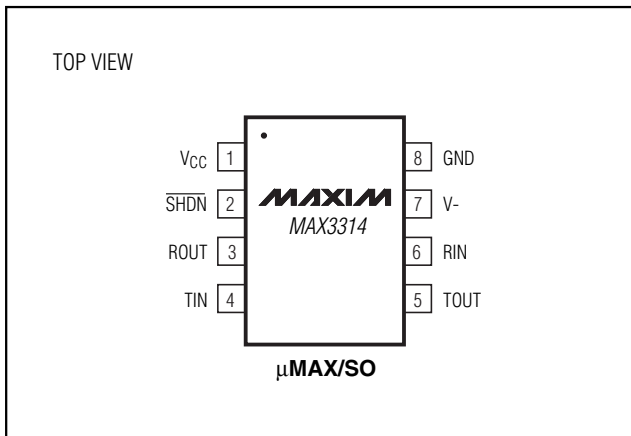 TOP VIEW
VCC 1
SHDN 2
ROUT 3
TIN 4
MAXIM
MAX3314
8 GND
7 V-
6 RIN
5 TOUT
μMAX/SO